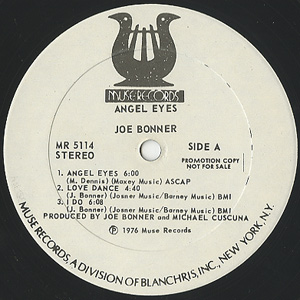 MUSE RECORDS
ANGEL EYES
JOE BONNER
MR 5114
STEREO
SIDE A
PROMOTION COPY
NOT FOR SALE
1. ANGEL EYES 6:00
(M. Dennis) (Maxey Music) ASCAP
2. LOVE DANCE 4:40
(J. Bonner) (Josner Music/Barney Music) BMI
3. I DO 6:08
(J. Bonner) (Josner Music/Barney Music) BMI
PRODUCED BY JOE BONNER and MICHAEL CUSCUNA
℗ 1976 Muse Records
MUSE RECORDS, A DIVISION OF BLANCHRIS, INC., NEW YORK, N.Y.